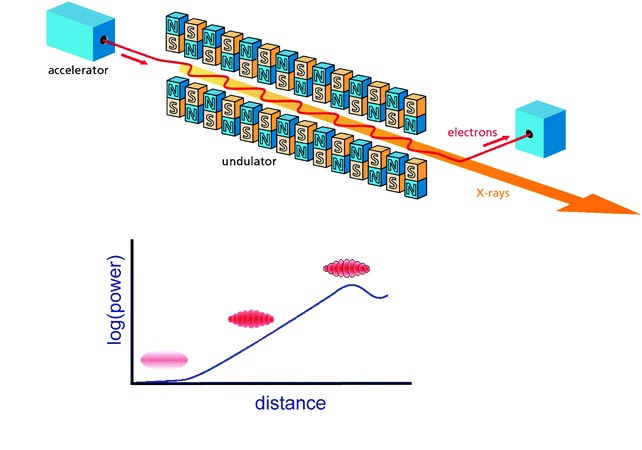 N S N S N S N S N S N S N S
S N S N S N S N S N S N S N
accelerator
N S N S N S N S N S N S N S
S N S N S N S N S N S N S N
electrons
undulator
X-rays
log(power)
distance